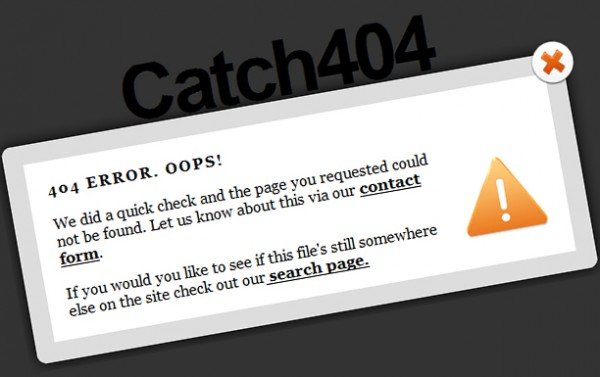 Catch404
404 ERROR. OOPS!
We did a quick check and the page you requested could
not be found. Let us know about this via our contact
form.
If you would you like to see if this file's still somewhere
else on the site check out our search page.